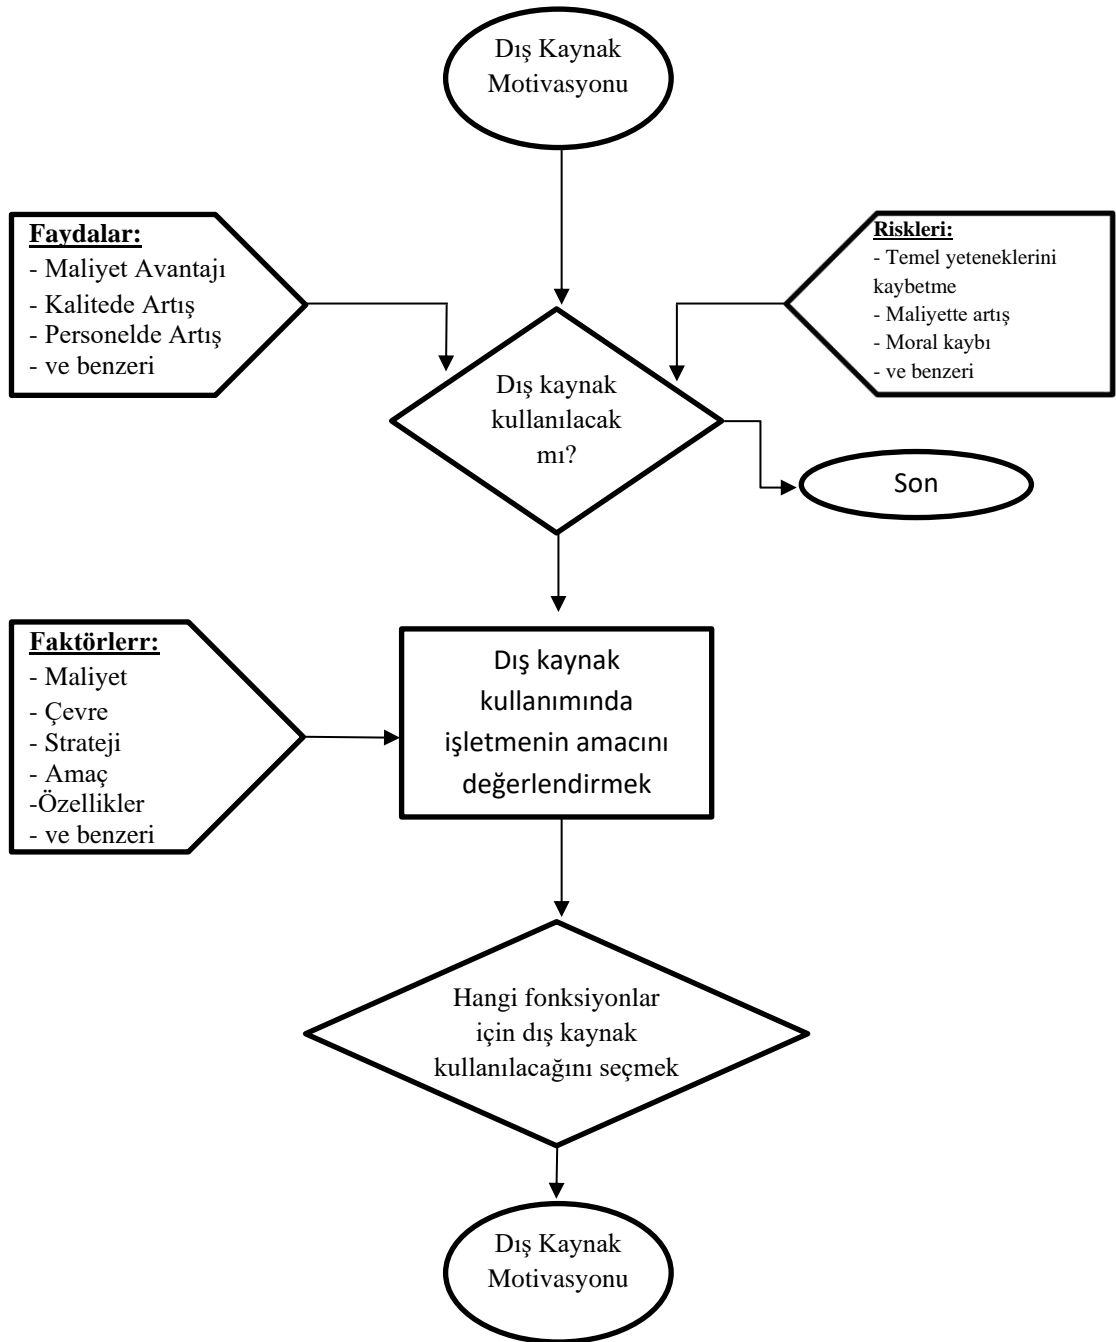 Dış Kaynak
Motivasyonu
Faydalar:
- Maliyet Avantajı
- Kalitede Artış
- Personelde Artış
- ve benzeri
Riskleri:
- Temel yeteneklerini
kaybetme
- Maliyette artış
- Moral kaybı
- ve benzeri
Dış kaynak
kullanılacak
mı?
Son
Faktörlerr:
- Maliyet
- Çevre
- Strateji
- Amaç
-Özellikler
- ve benzeri
Dış kaynak
kullanımında
işletmenin amacını
değerlendirmek
Hangi fonksiyonlar
için dış kaynak
kullanılacağını seçmek
Dış Kaynak
Motivasyonu